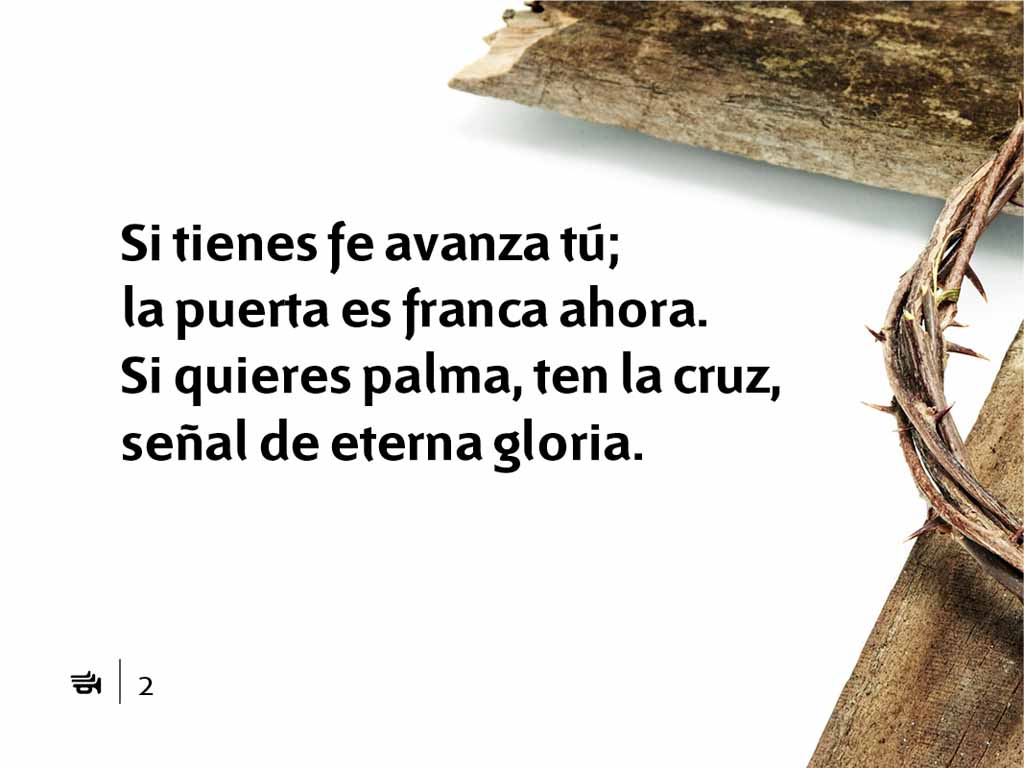 Si tienes fe avanza tú;
la puerta es franca ahora.
Si quieres palma, ten la cruz,
señal de eterna gloria.
2